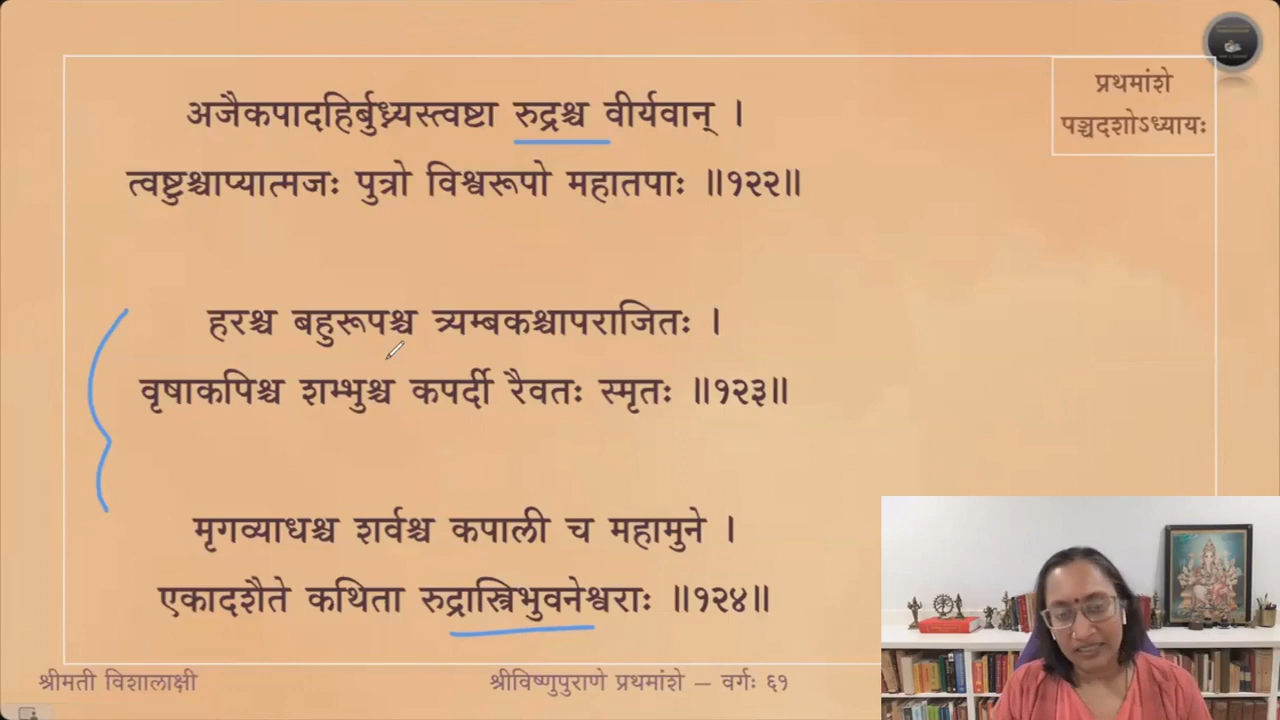 प्रथमांशे
पञ्चदशोऽध्यायः
अजैकपादहिर्बुध्न्यस्त्वष्टा रुद्रश्च वीर्यवान् ।
त्वष्टुश्चाप्यात्मजः पुत्रो विश्वरूपो महातपाः ॥१२२॥
हरश्च बहुरूपश्च त्र्यम्बकश्चापराजितः ।
वृषाकपिश्च शम्भुश्च कपर्दी रैवतः स्मृतः ॥१२३॥
मृगव्याधश्च शर्वश्च कपाली च महामुने ।
एकादशैते कथिता रुद्रास्त्रिभुवनेश्वराः ॥१२४॥
श्रीमती विशालाक्षी
श्रीविष्णुपुराणे प्रथमांशे – वर्गः ६१